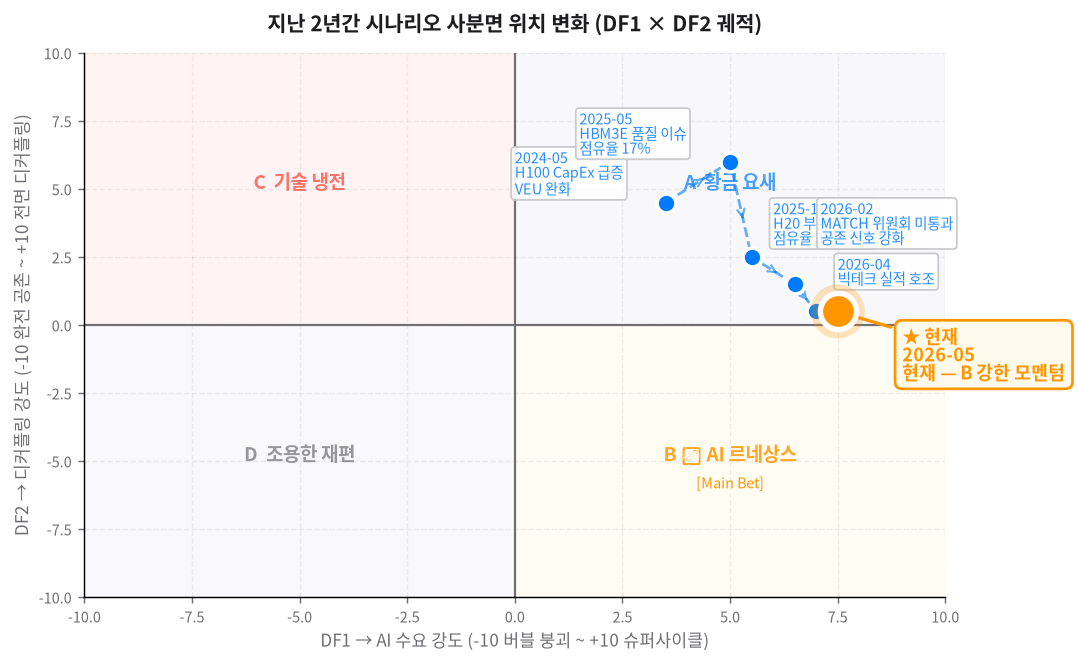 지난 2년간 시나리오 사분면 위치 변화 (DF1 × DF2 궤적)
DF2 → 디커플링 강도 (-10 완전 공존 ~ +10 전면 디커플링)
10.0
7.5
5.0
2.5
0.0
-2.5
-5.0
-7.5
-10.0
C 기술 냉전
2024-05
H100 CapEx 급증
VEU 완화
2025-05
HBM3E 품질 이슈
점유율 17%
A 황금 요새
2025-1
H20 부
점유율
2026-02
MATCH 위원회 미통과
공존 신호 강화
2026-04
빅테크 실적 호조
★ 현재
2026-05
현재 — B 강한 모멘텀
D 조용한 재편
B AI 르네상스
[Main Bet]
-10.0 -7.5 -5.0 -2.5 0.0 2.5 5.0 7.5 10.0
DF1 → AI 수요 강도 (-10 버블 붕괴 ~ +10 슈퍼사이클)